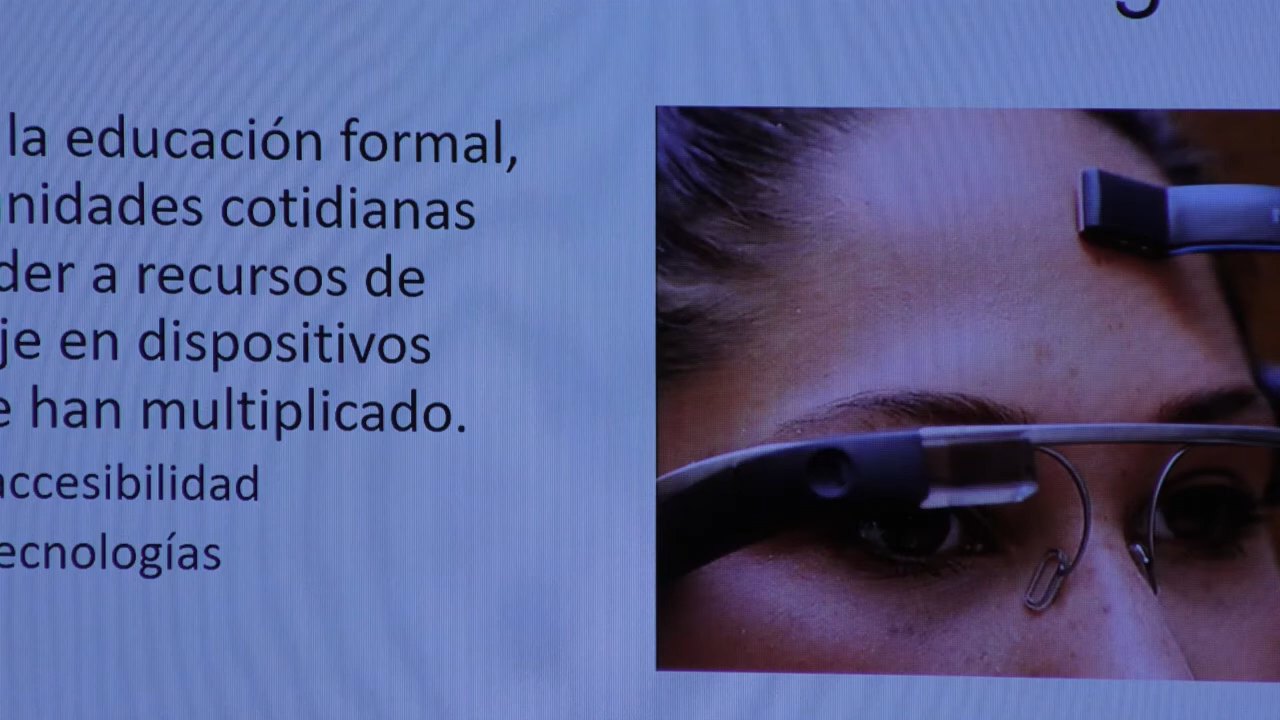 la educación formal,
nidades cotidianas
der a recursos de
je en dispositivos
e han multiplicado.
accesibilidad
ecnologías